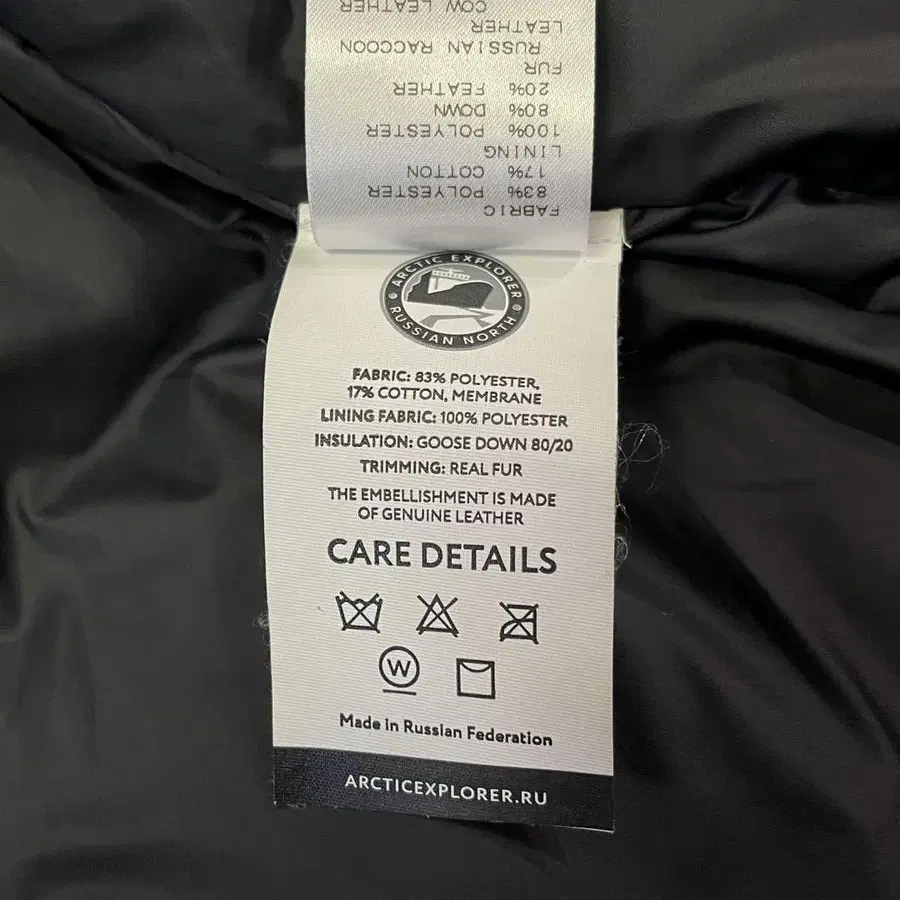 FABRIC
83% POLYESTER
17% COTTON
LINING
100% POLYESTER
80% DOWN
20% FEATHER
FUR
RUSSIAN RACCOON
LEATHER
COW LEATHER
ARCTIC EXPLORER
RUSSIAN NORTH
FABRIC: 83% POLYESTER,
17% COTTON, MEMBRANE
LINING FABRIC: 100% POLYESTER
INSULATION: GOOSE DOWN 80/20
TRIMMING: REAL FUR
THE EMBELLISHMENT IS MADE
OF GENUINE LEATHER
CARE DETAILS
W
Made in Russian Federation
ARCTICEXPLORER.RU